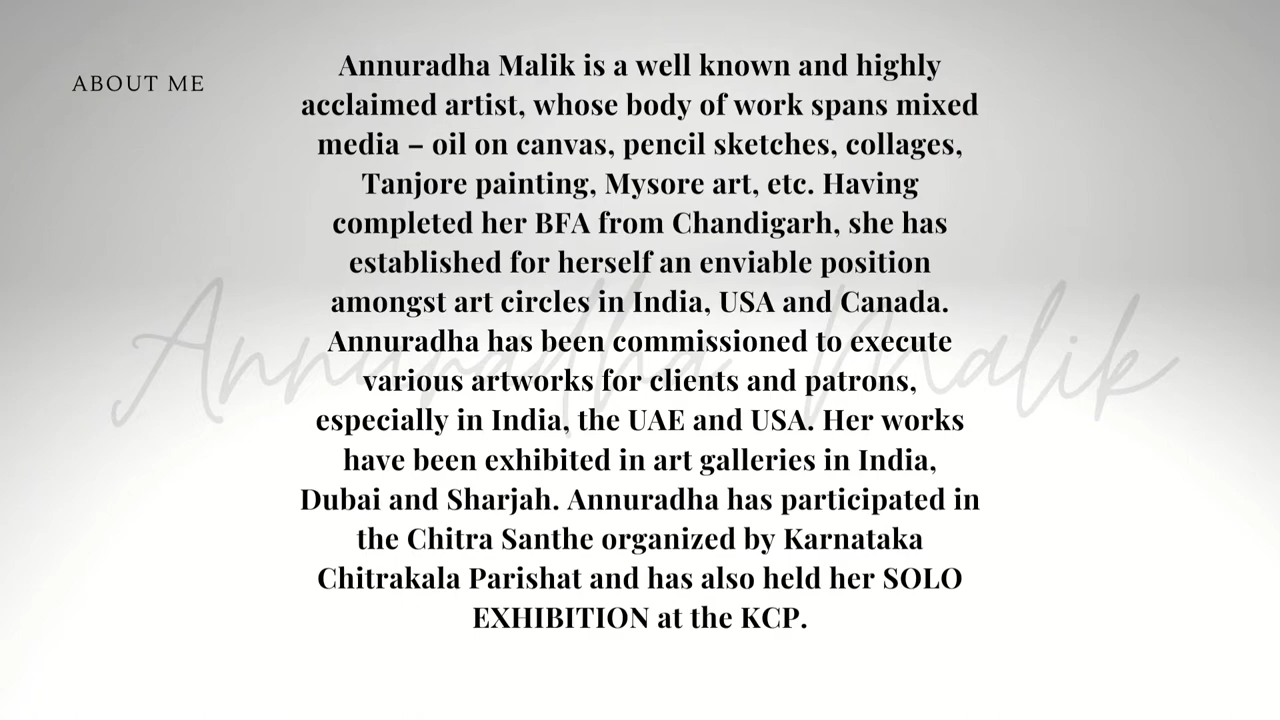 ABOUT ME
Annuradha Malik is a well known and highly
acclaimed artist, whose body of work spans mixed
media – oil on canvas, pencil sketches, collages,
Tanjore painting, Mysore art, etc. Having
completed her BFA from Chandigarh, she has
established for herself an enviable position
amongst art circles in India, USA and Canada.
Annuradha has been commissioned to execute
various artworks for clients and patrons,
especially in India, the UAE and USA. Her works
have been exhibited in art galleries in India,
Dubai and Sharjah. Annuradha has participated in
the Chitra Santhe organized by Karnataka
Chitrakala Parishat and has also held her SOLO
EXHIBITION at the KCP.
Annuradha Malik